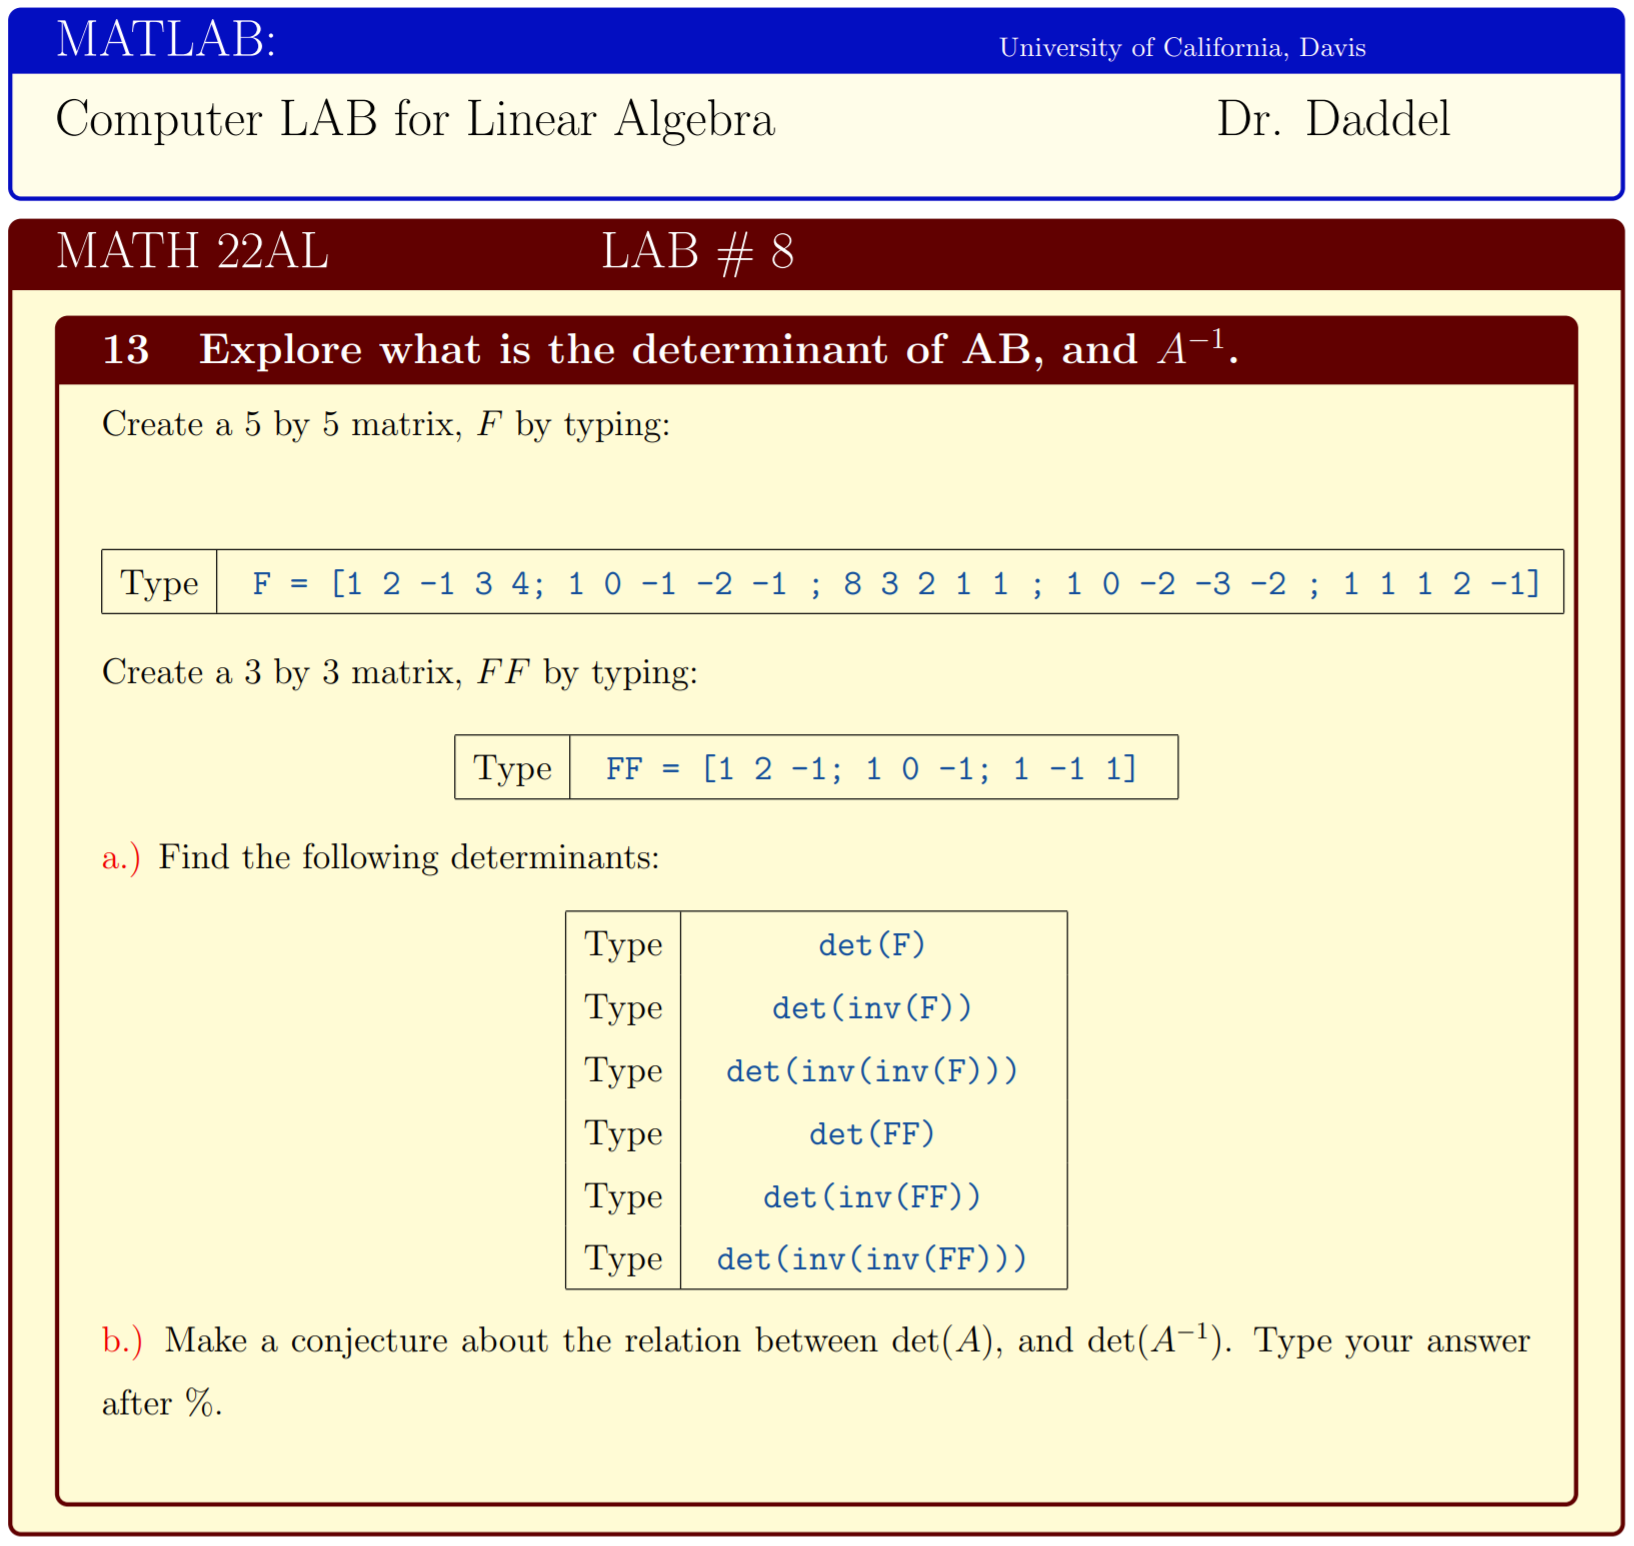 MATLAB: University of California, Davis
Computer LAB for Linear Algebra Dr. Daddel
MATH 22AL LAB # 8
13 Explore what is the determinant of AB, and A⁻¹.
Create a 5 by 5 matrix, F by typing:
Type F = [1 2 -1 3 4; 1 0 -1 -2 -1 ; 8 3 2 1 1 ; 1 0 -2 -3 -2 ; 1 1 1 2 -1]
Create a 3 by 3 matrix, FF by typing:
Type FF = [1 2 -1; 1 0 -1; 1 -1 1]
a.) Find the following determinants:
Type det(F)
Type det(inv(F))
Type det(inv(inv(F)))
Type det(FF)
Type det(inv(FF))
Type det(inv(inv(FF)))
b.) Make a conjecture about the relation between det(A), and det(A⁻¹). Type your answer
after %.